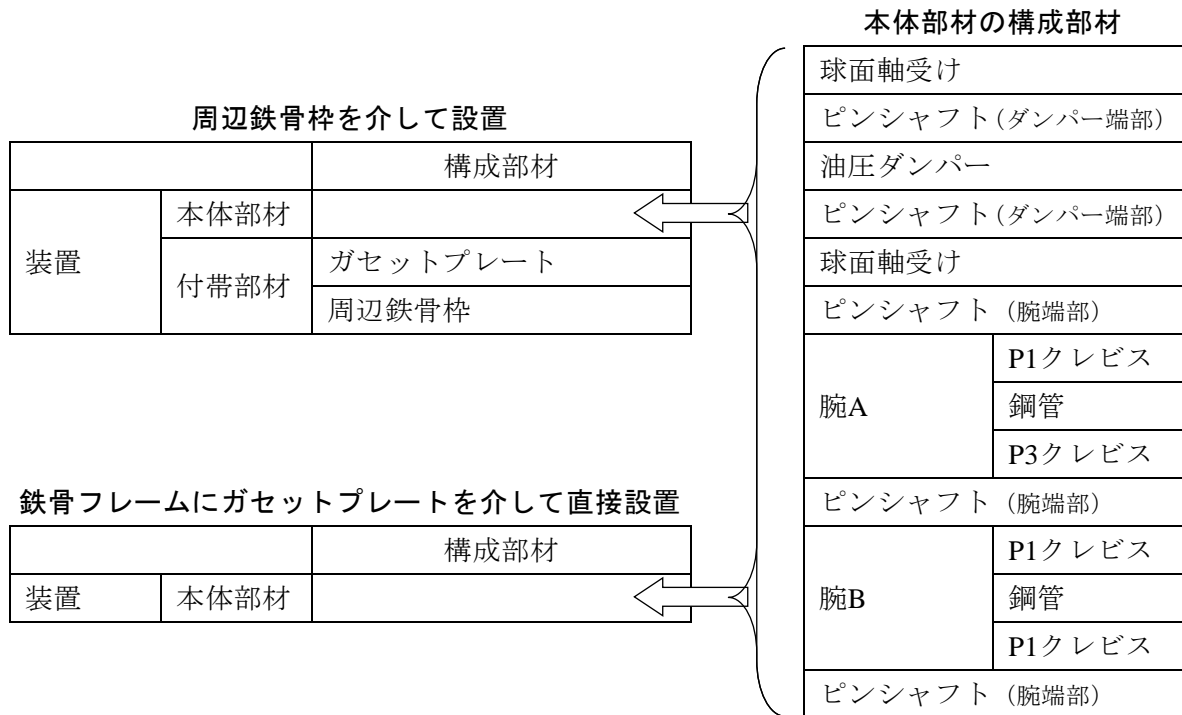 周辺鉄骨枠を介して設置
構成部材
装置
本体部材
付帯部材
ガセットプレート
周辺鉄骨枠
鉄骨フレームにガセットプレートを介して直接設置
構成部材
装置
本体部材
本体部材の構成部材
球面軸受け
ピンシャフト(ダンパー端部)
油圧ダンパー
ピンシャフト(ダンパー端部)
球面軸受け
ピンシャフト(腕端部)
腕A
P1クレビス
鋼管
P3クレビス
ピンシャフト(腕端部)
腕B
P1クレビス
鋼管
P1クレビス
ピンシャフト(腕端部)